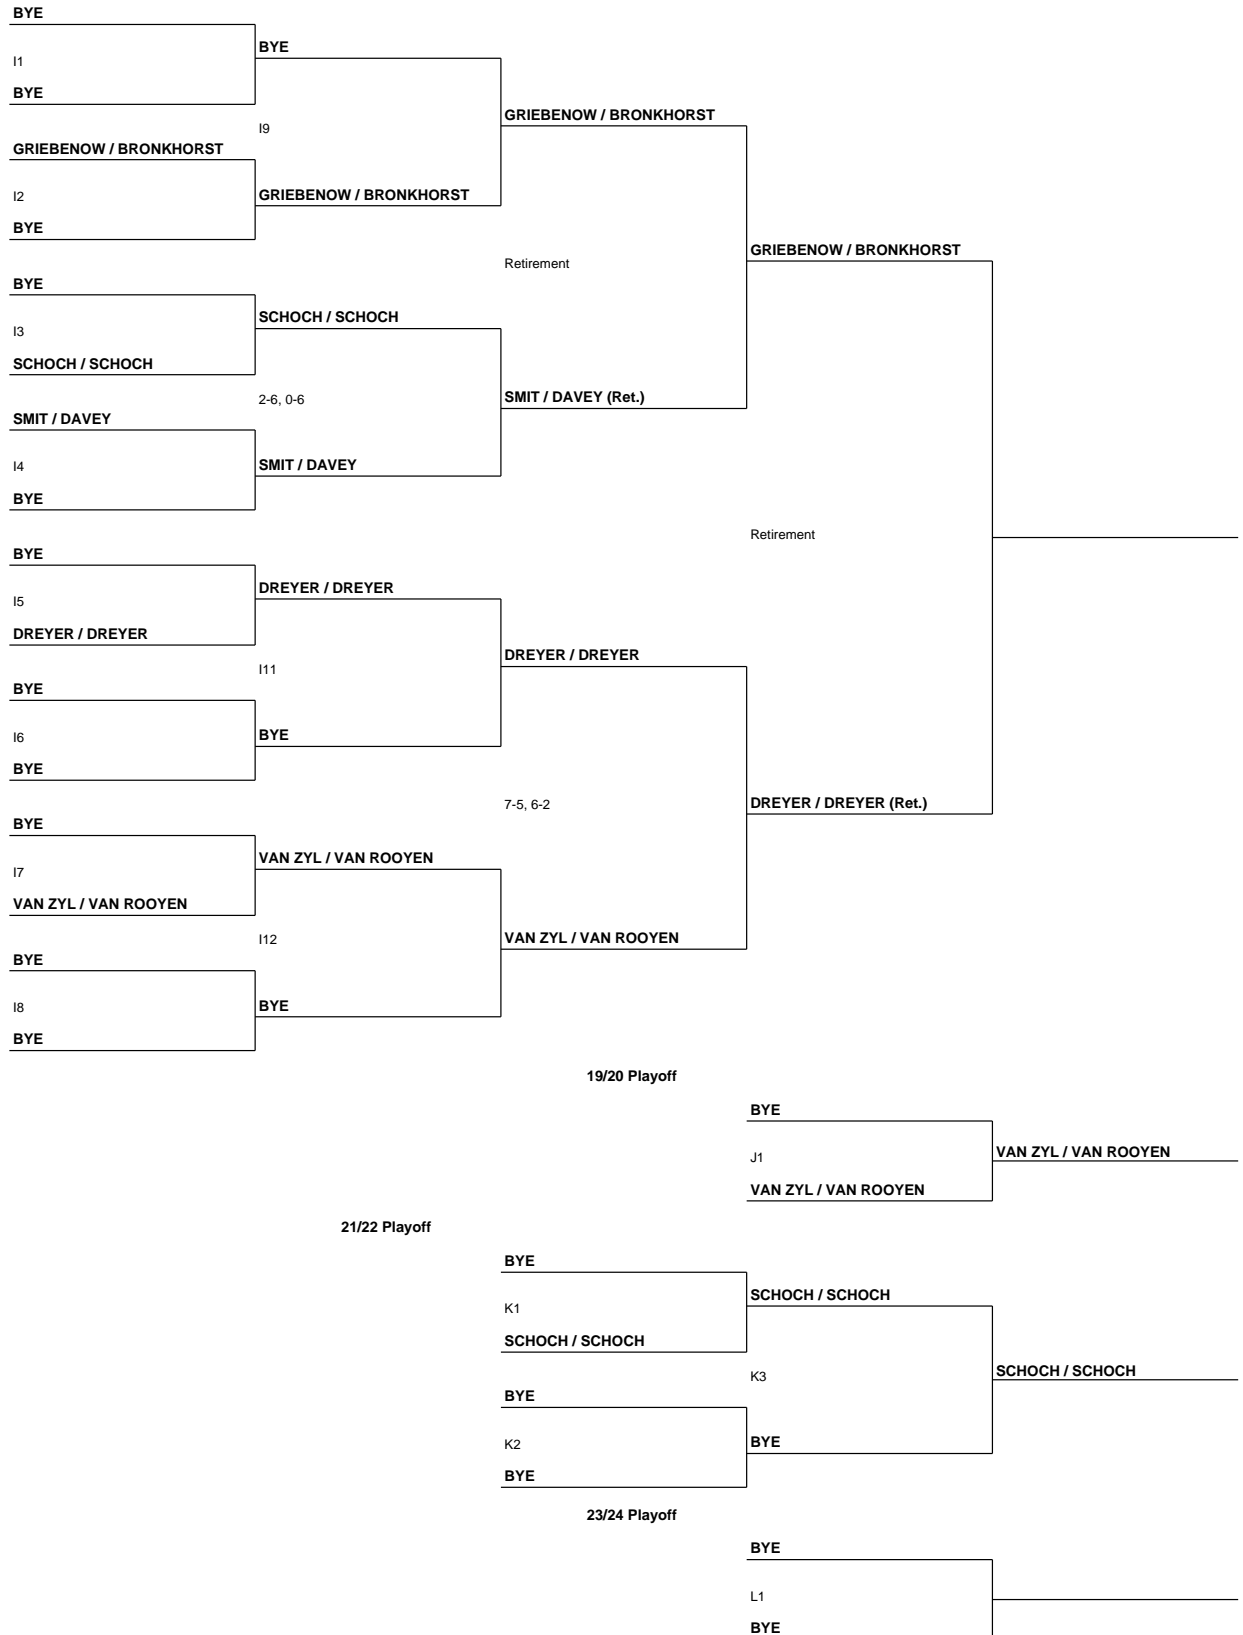 BYE
BYE
I1
BYE
GRIEBENOW / BRONKHORST
I9
GRIEBENOW / BRONKHORST
I2
GRIEBENOW / BRONKHORST
BYE
GRIEBENOW / BRONKHORST
Retirement
BYE
SCHOCH / SCHOCH
I3
SCHOCH / SCHOCH
2-6, 0-6
SMIT / DAVEY (Ret.)
SMIT / DAVEY
I4
SMIT / DAVEY
BYE
Retirement
BYE
DREYER / DREYER
I5
DREYER / DREYER
DREYER / DREYER
I11
BYE
I6
BYE
BYE
7-5, 6-2
DREYER / DREYER (Ret.)
BYE
VAN ZYL / VAN ROOYEN
I7
VAN ZYL / VAN ROOYEN
I12
VAN ZYL / VAN ROOYEN
BYE
I8
BYE
BYE
19/20 Playoff
BYE
J1
VAN ZYL / VAN ROOYEN
VAN ZYL / VAN ROOYEN
21/22 Playoff
BYE
SCHOCH / SCHOCH
K1
SCHOCH / SCHOCH
K3
SCHOCH / SCHOCH
BYE
K2
BYE
BYE
23/24 Playoff
BYE
L1
BYE